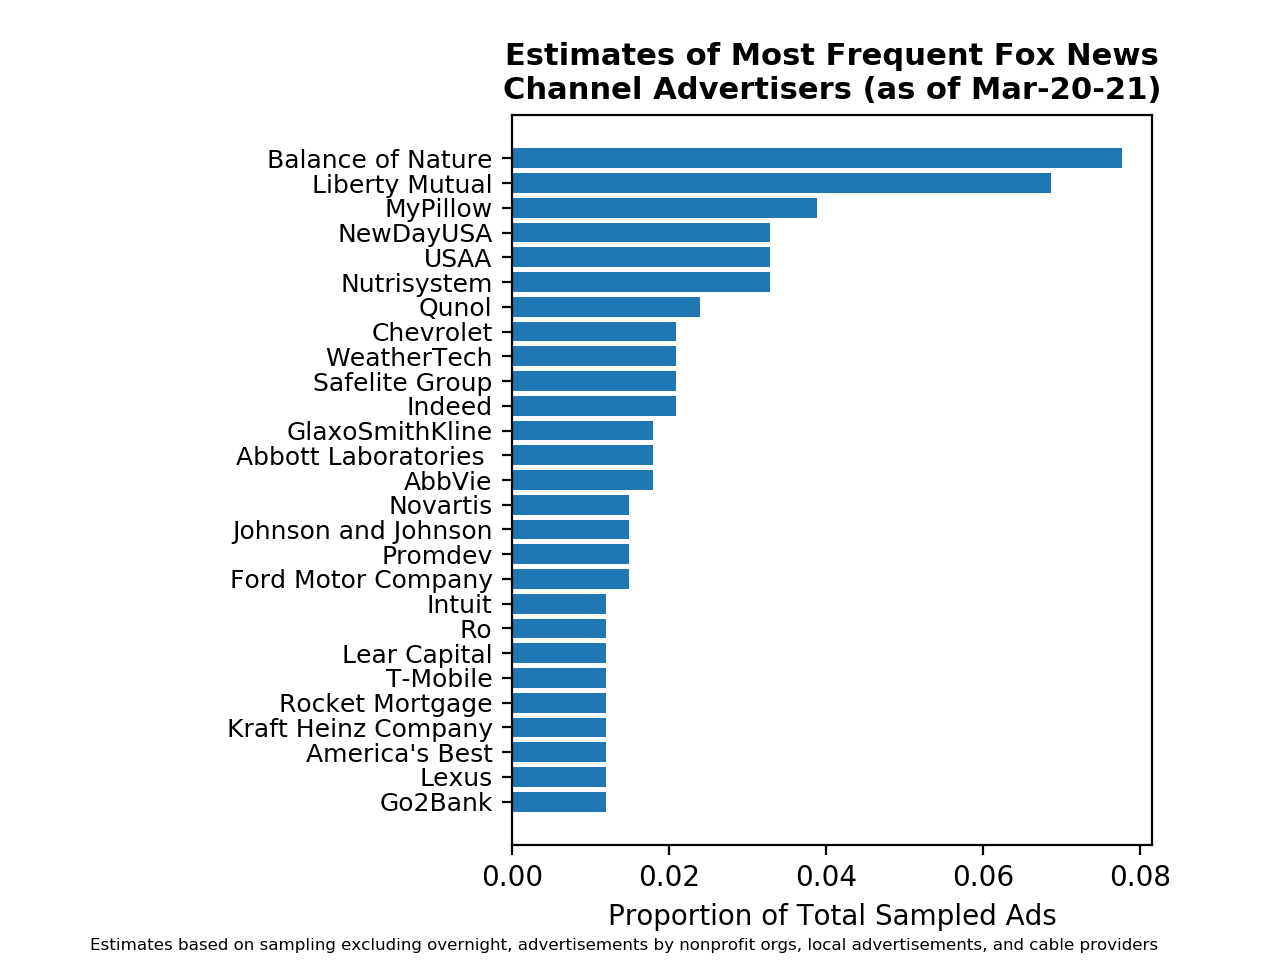 Estimates of Most Frequent Fox News
Channel Advertisers (as of Mar-20-21)
Balance of Nature
Liberty Mutual
MyPillow
NewDayUSA
USAA
Nutrisystem
Qunol
Chevrolet
WeatherTech
Safelite Group
Indeed
GlaxoSmithKline
Abbott Laboratories
AbbVie
Novartis
Johnson and Johnson
Promdev
Ford Motor Company
Intuit
Ro
Lear Capital
T-Mobile
Rocket Mortgage
Kraft Heinz Company
America's Best
Lexus
Go2Bank
0.00 0.02 0.04 0.06 0.08
Proportion of Total Sampled Ads
Estimates based on sampling excluding overnight, advertisements by nonprofit orgs, local advertisements, and cable providers